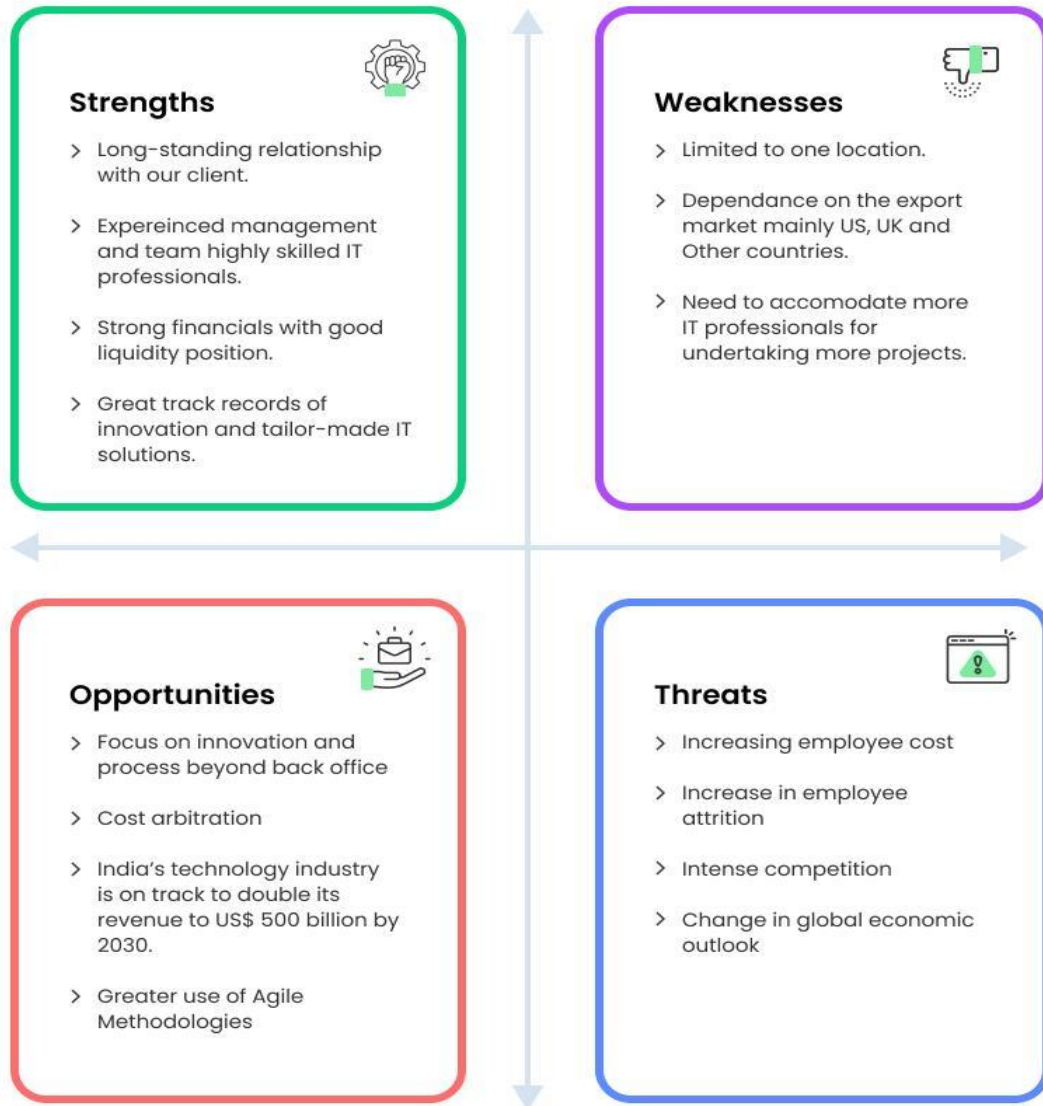 Strengths
Long-standing relationship
with our client.
Expereinced management
and team highly skilled IT
professionals.
Strong financials with good
liquidity position.
Great track records of
innovation and tailor-made IT
solutions.
Weaknesses
Limited to one location.
Dependance on the export
market mainly US, UK and
Other countries.
Need to accomodate more
IT professionals for
undertaking more projects.
Opportunities
Focus on innovation and
process beyond back office
Cost arbitration
India’s technology industry
is on track to double its
revenue to US$ 500 billion by
2030.
Greater use of Agile
Methodologies
Threats
Increasing employee cost
Increase in employee
attrition
Intense competition
Change in global economic
outlook